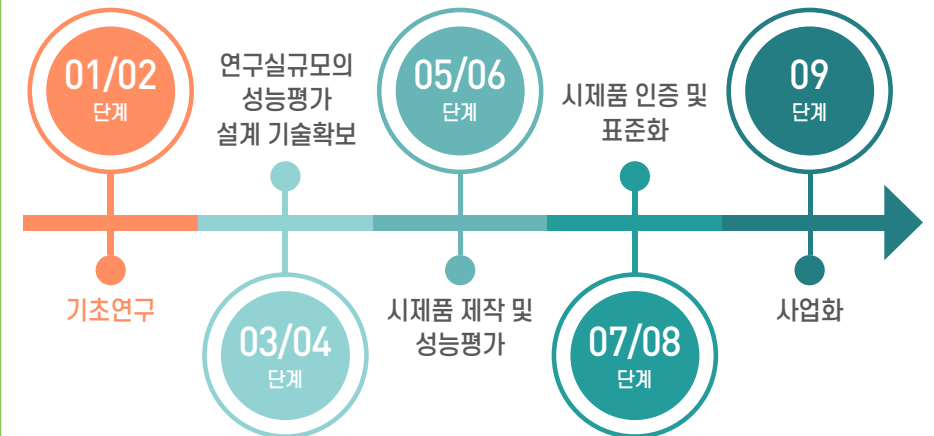 01/02
단계
기초연구
연구실규모의
성능평가
설계 기술확보
03/04
단계
05/06
단계
시제품 제작 및
성능평가
시제품 인증 및
표준화
07/08
단계
09
단계
사업화